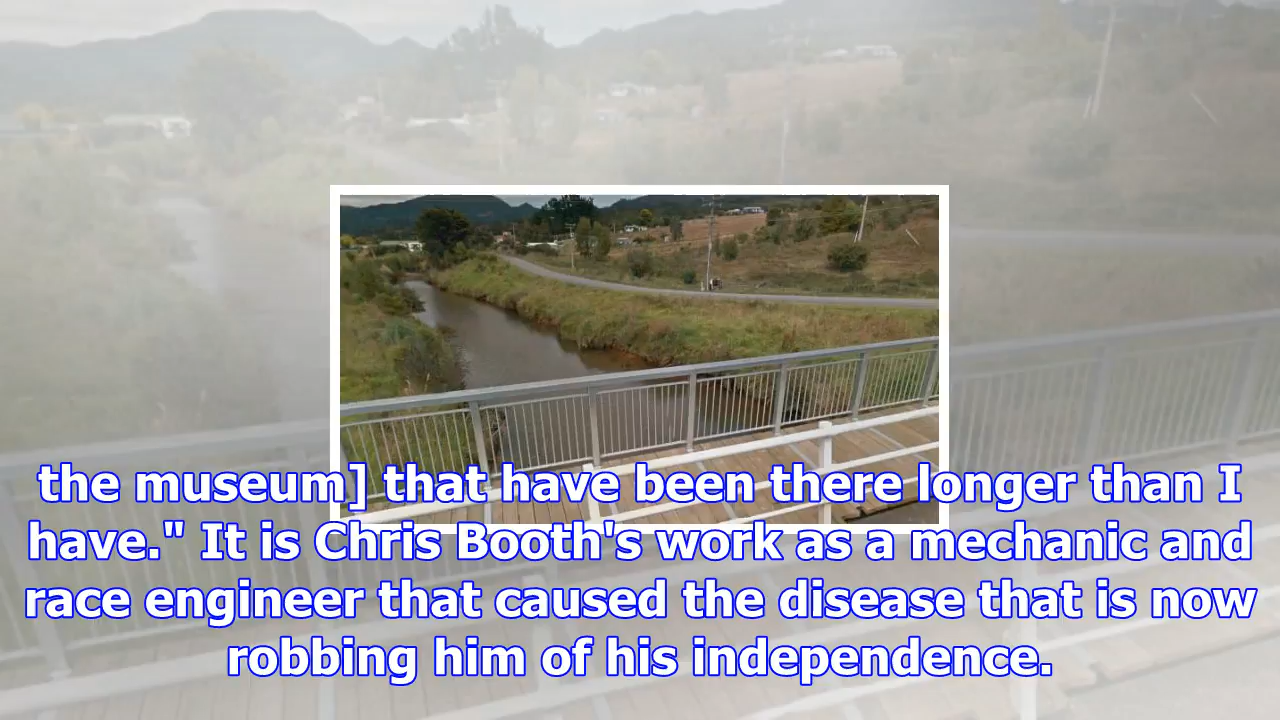 the museum] that have been there longer than I
have." It is Chris Booth's work as a mechanic and
race engineer that caused the disease that is now
robbing him of his independence.